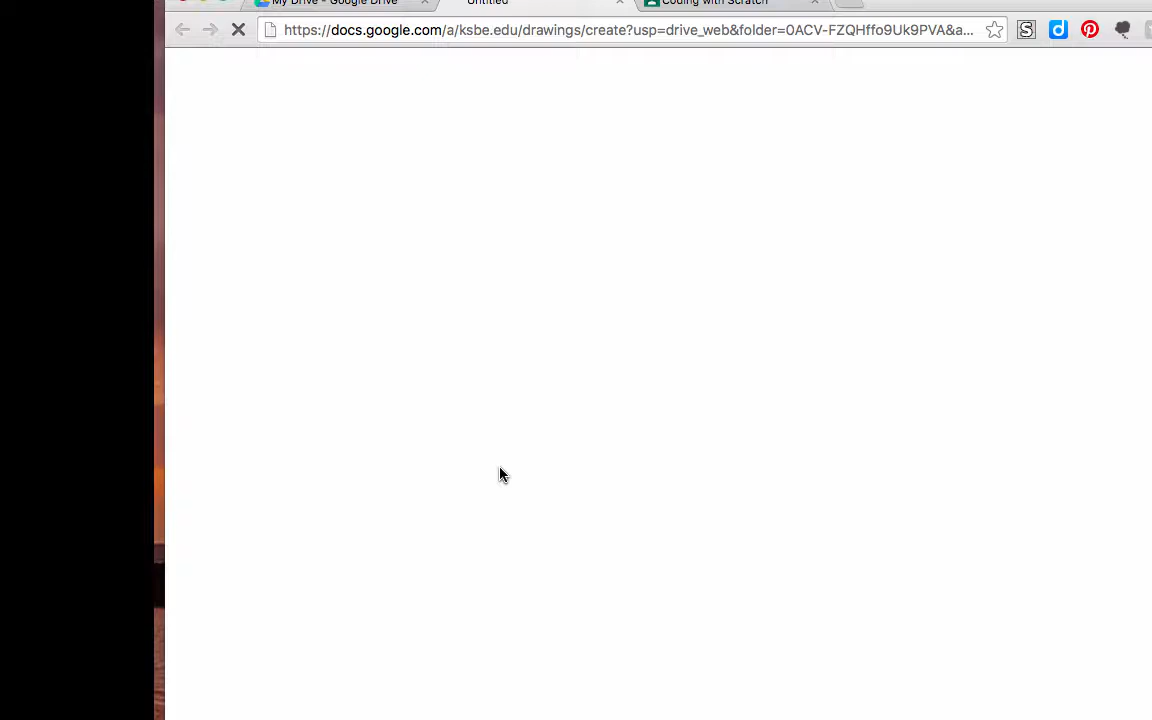 My Drive - Google Drive
Untitled
Coding with Scratch
https://docs.google.com/a/ksbe.edu/drawings/create?usp=drive_web&folder=0ACV-FZQHffo9Uk9PVA&a...
S
d